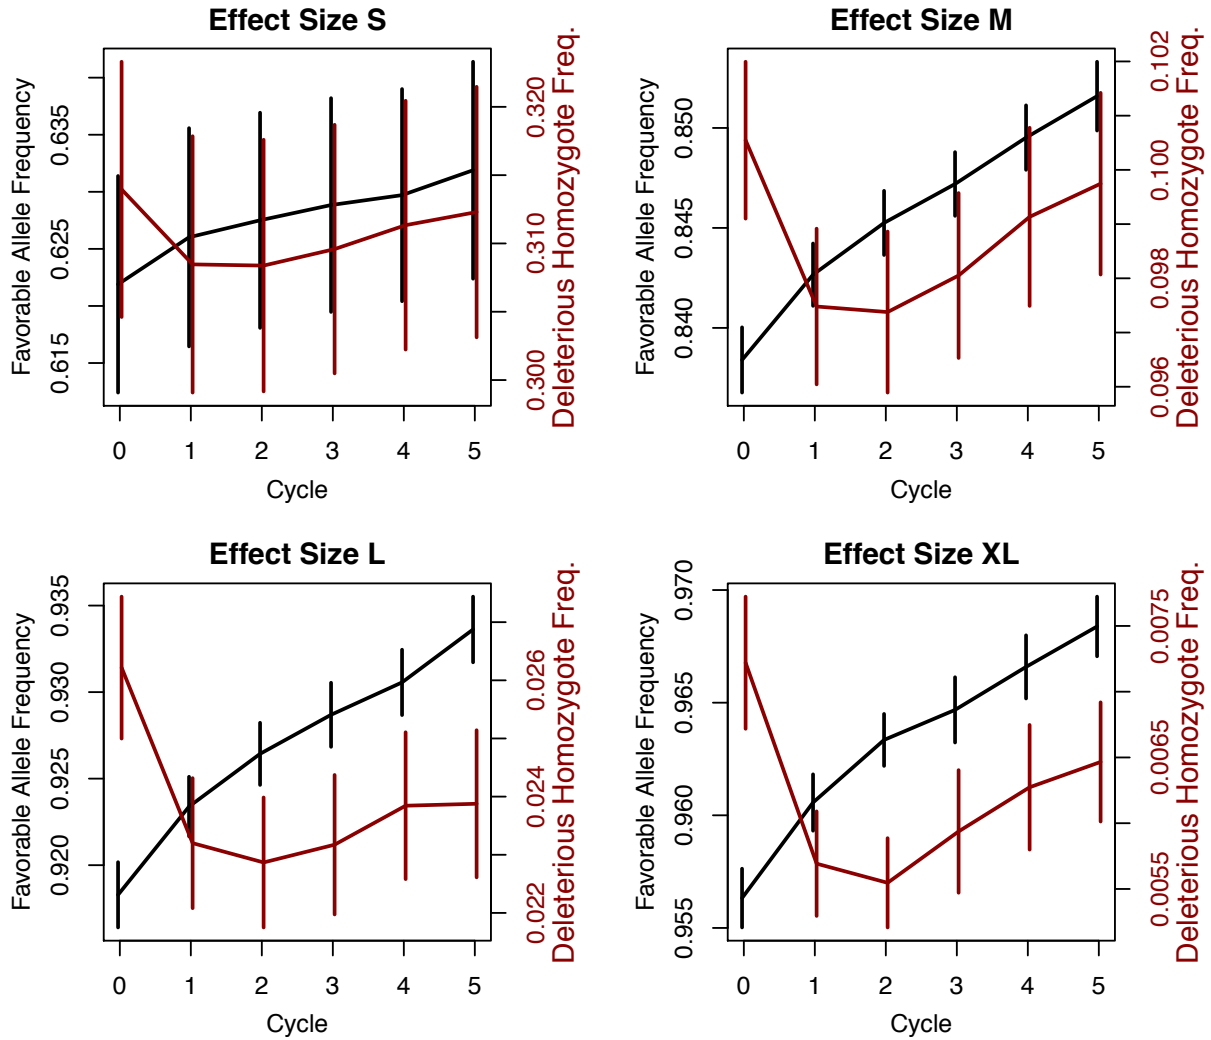 Effect Size S
Favorable Allele Frequency
0.615 0.625 0.635
0 1 2 3 4 5
Cycle
0.300 0.310 0.320
Deleterious Homozygote Freq.
Effect Size M
Favorable Allele Frequency
0.840 0.845 0.850
0 1 2 3 4 5
Cycle
0.096 0.098 0.100 0.102
Deleterious Homozygote Freq.
Effect Size L
Favorable Allele Frequency
0.920 0.925 0.930 0.935
0 1 2 3 4 5
Cycle
0.022 0.024 0.026
Deleterious Homozygote Freq.
Effect Size XL
Favorable Allele Frequency
0.955 0.960 0.965 0.970
0 1 2 3 4 5
Cycle
0.0055 0.0065 0.0075
Deleterious Homozygote Freq.